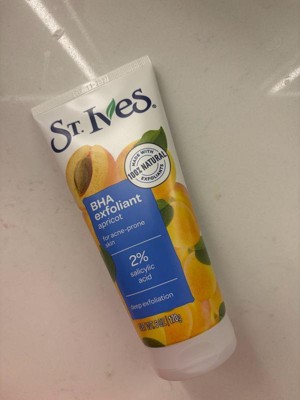 ST. IVES®
MADE WITH
100% NATURAL
EXFOLIANTS
BHA
exfoliant
apricot
for acne-prone
skin
2%
salicylic
acid
deep exfoliation